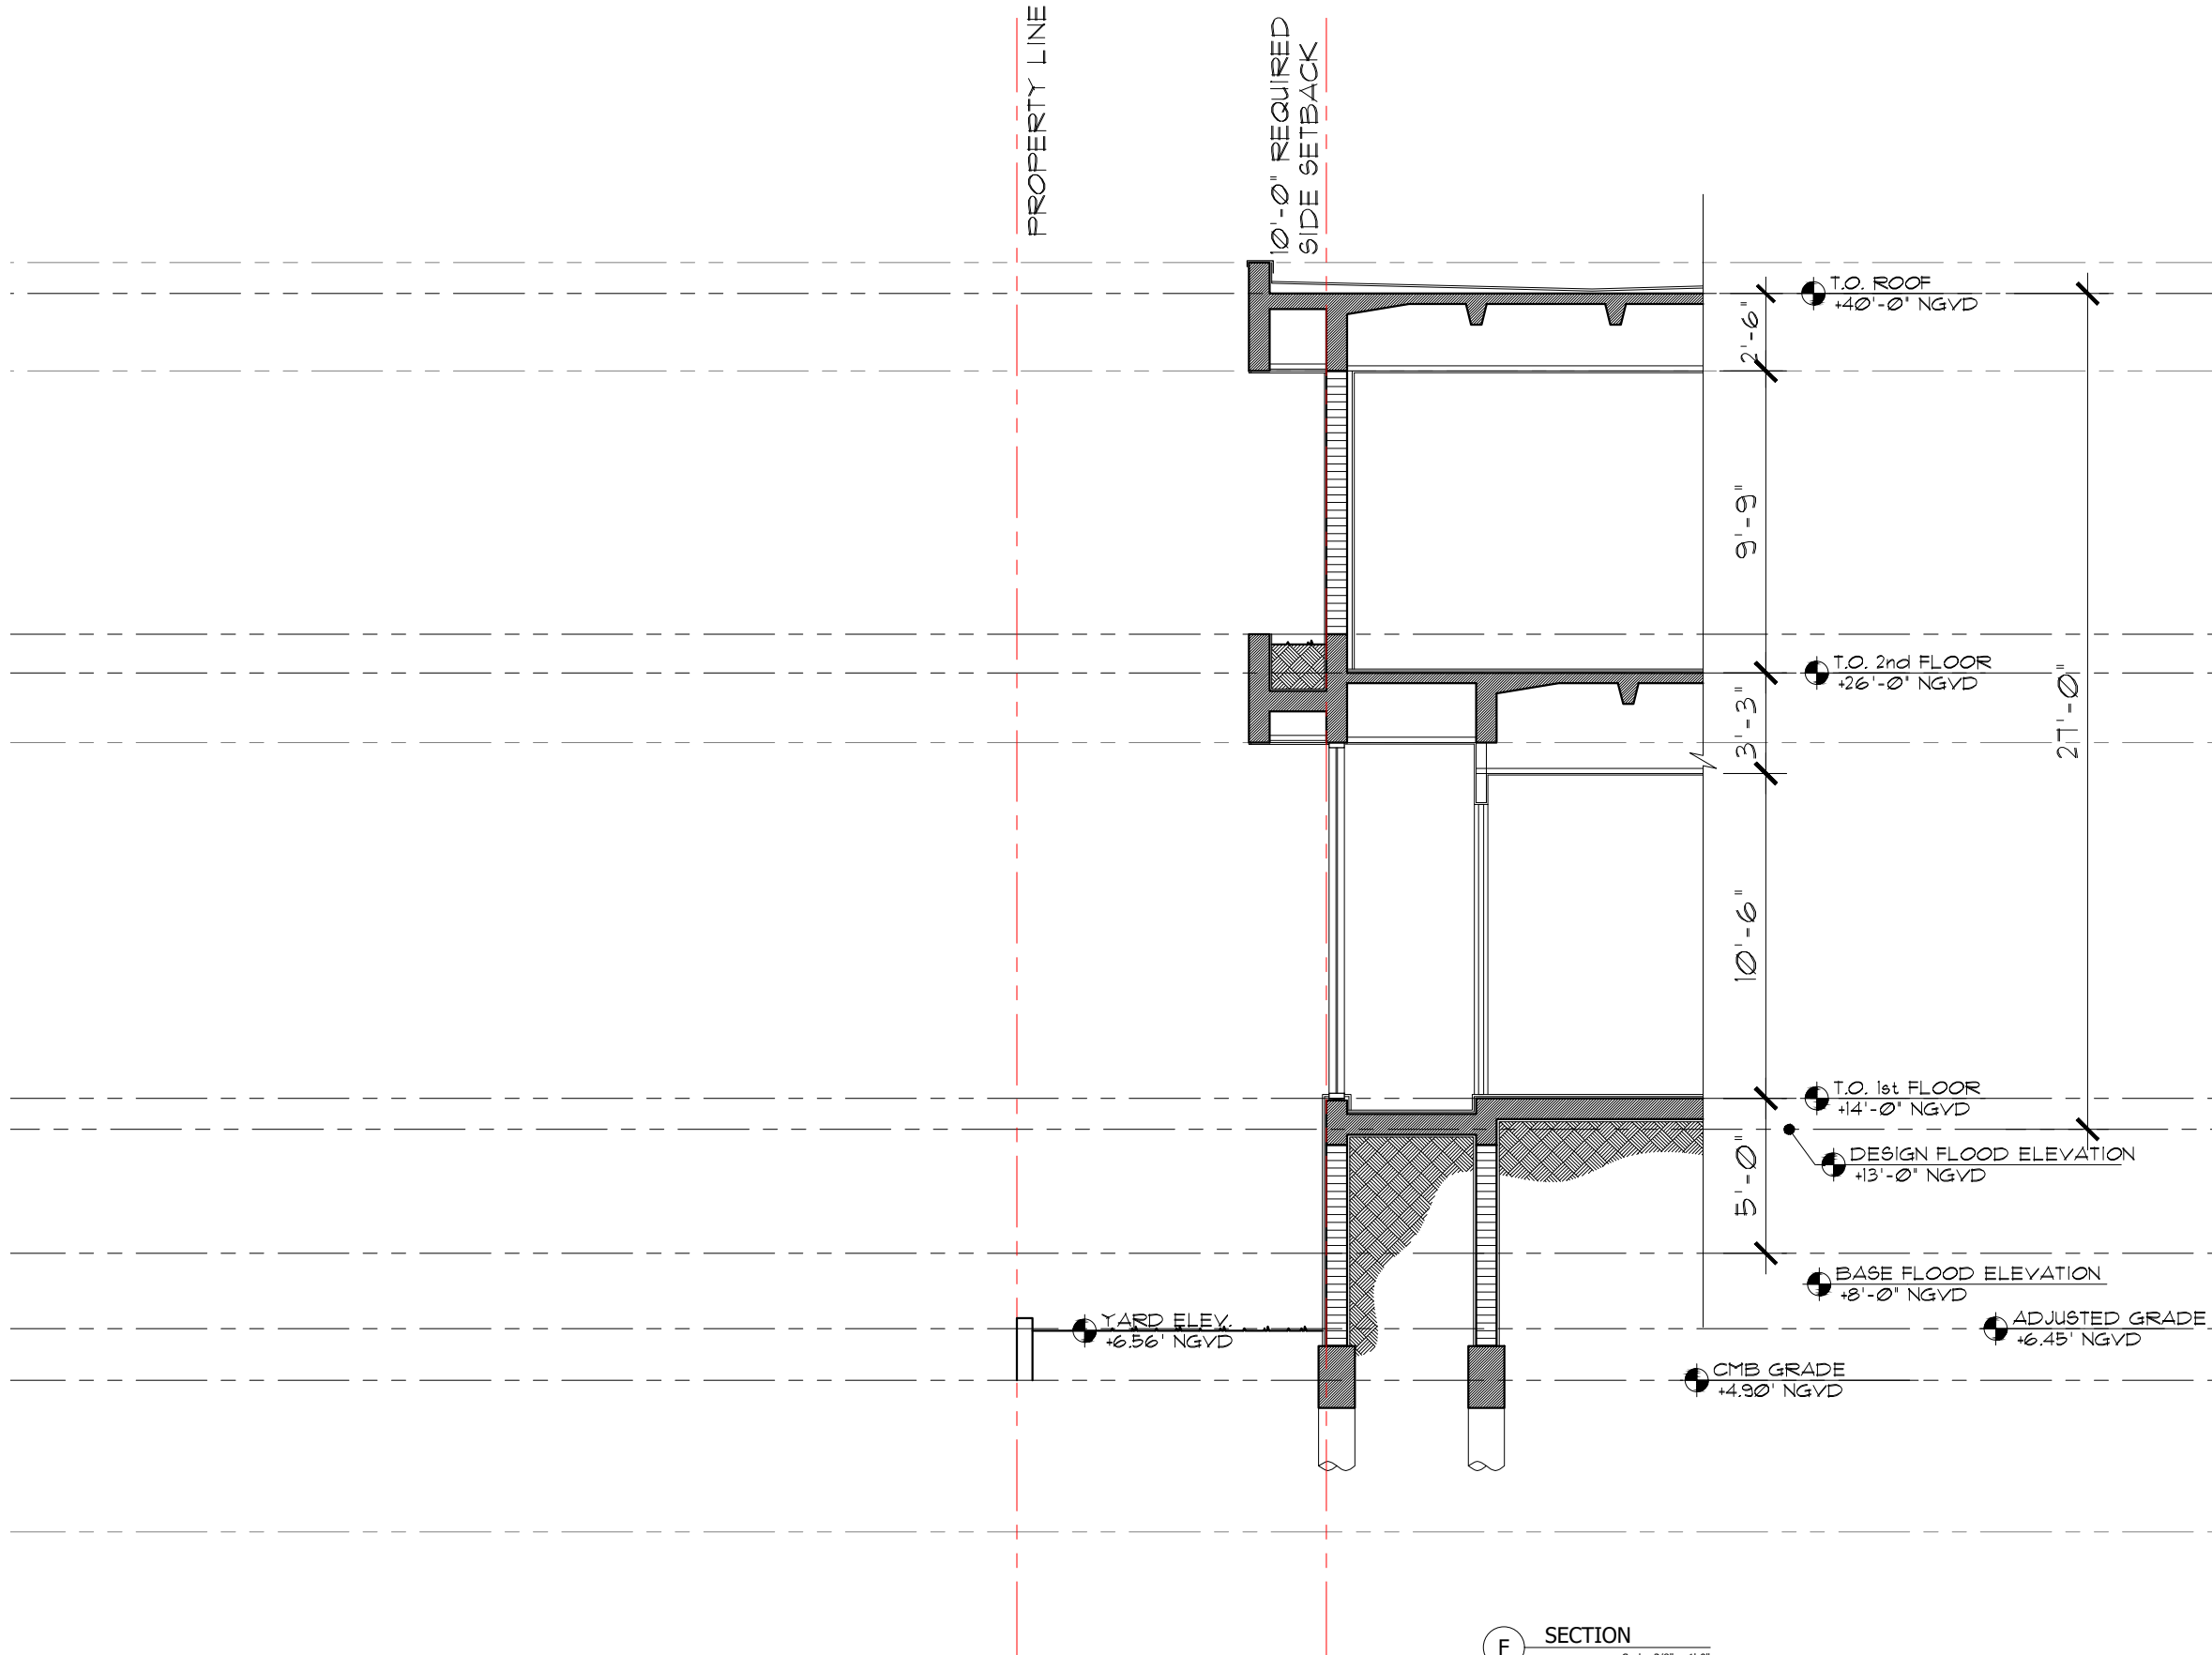 PROPERTY LINE
10'-0" REQUIRED
SIDE SETBACK
T.O. ROOF
+40'-0" NGVD
2'-6"
9'-9"
T.O. 2nd FLOOR
+26'-0" NGVD
3'-3"
27'-0"
10'-6"
T.O. 1st FLOOR
+14'-0" NGVD
DESIGN FLOOD ELEVATION
+13'-0" NGVD
5'-0"
BASE FLOOD ELEVATION
+8'-0" NGVD
YARD ELEV.
+6.56' NGVD
ADJUSTED GRADE
+6.45' NGVD
CMB GRADE
+4.90' NGVD
SECTION